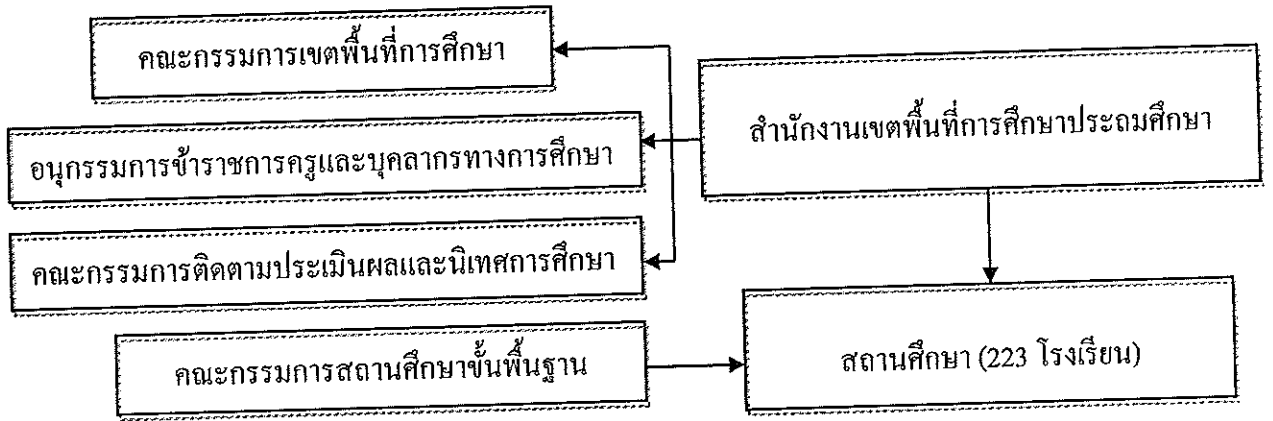 คณะกรรมการเขตพื้นที่การศึกษา
สำนักงานเขตพื้นที่การศึกษาประถมศึกษา
อนุกรรมการข้าราชการครูและบุคลากรทางการศึกษา
คณะกรรมการติดตามประเมินผลและนิเทศการศึกษา
คณะกรรมการสถานศึกษาขั้นพื้นฐาน
สถานศึกษา (223 โรงเรียน)